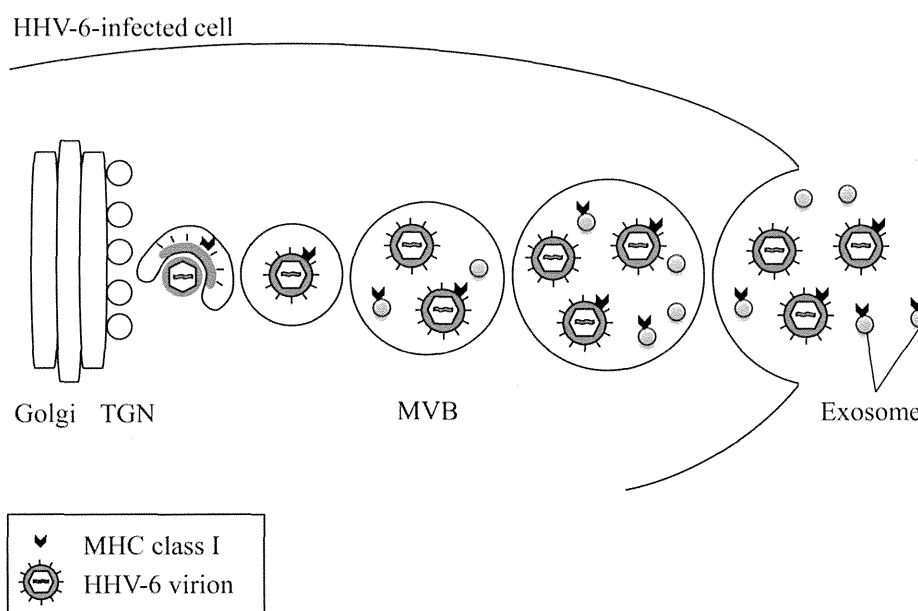 HHV-6-infected cell
Golgi TGN MVB Exosome
MHC class I
HHV-6 virion